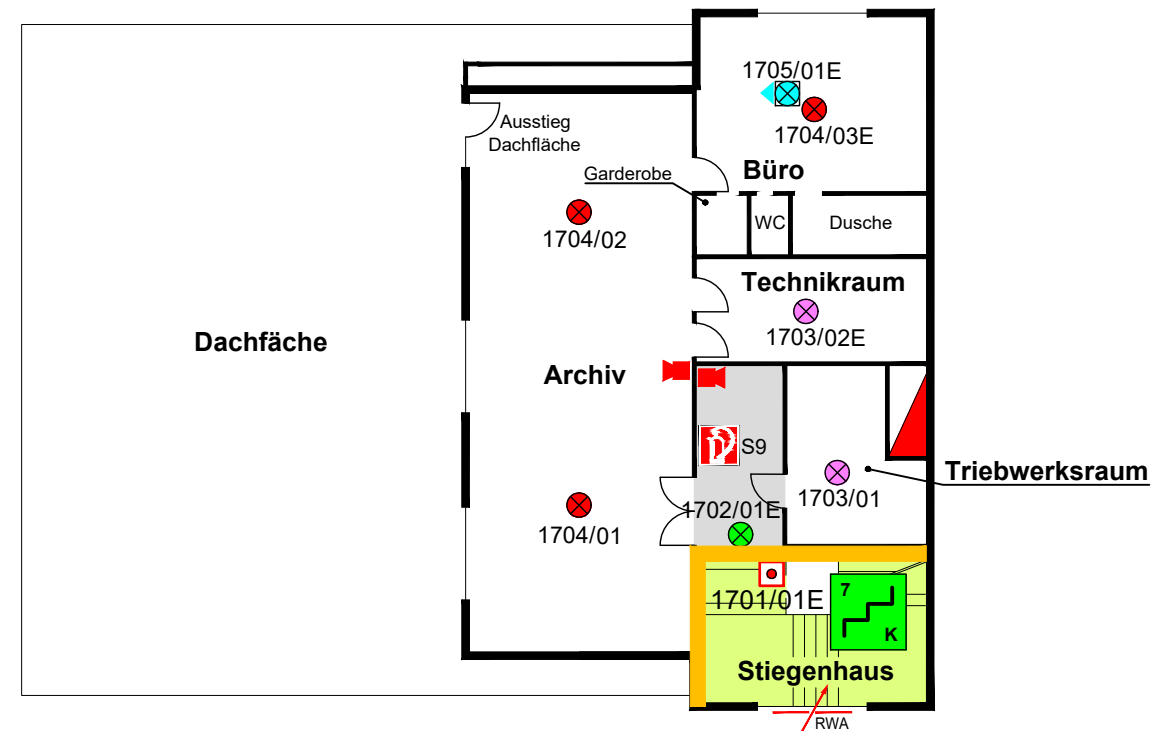 1705/01E
1704/03E
Ausstieg
Dachfläche
Büro
Garderobe
WC
Dusche
1704/02
Technikraum
1703/02E
Dachfäche
Archiv
S9
Triebwerksraum
1703/01
1702/01E
1704/01
7
1701/01E
K
Stiegenhaus
RWA